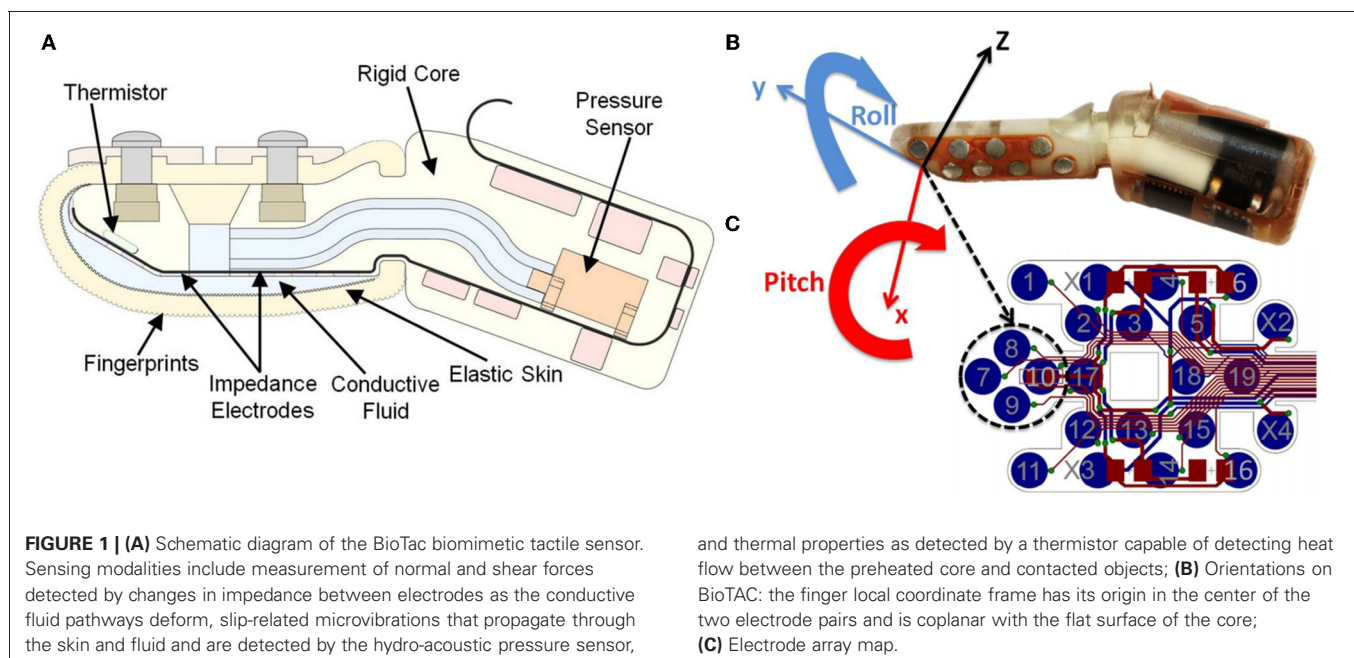 A
Thermistor
Rigid Core
Pressure
Sensor
Fingerprints
Impedance
Electrodes
Conductive
Fluid
Elastic Skin
B
Z
y
Roll
C
Pitch
x
1
X1
4
6
2
3
5
X2
8
7
10
17
18
19
9
12
13
15
X4
11
X3
14
16
FIGURE 1 | (A) Schematic diagram of the BioTac biomimetic tactile sensor.
Sensing modalities include measurement of normal and shear forces
detected by changes in impedance between electrodes as the conductive
fluid pathways deform, slip-related microvibrations that propagate through
the skin and fluid and are detected by the hydro-acoustic pressure sensor,
and thermal properties as detected by a thermistor capable of detecting heat
flow between the preheated core and contacted objects; (B) Orientations on
BioTAC: the finger local coordinate frame has its origin in the center of the
two electrode pairs and is coplanar with the flat surface of the core;
(C) Electrode array map.